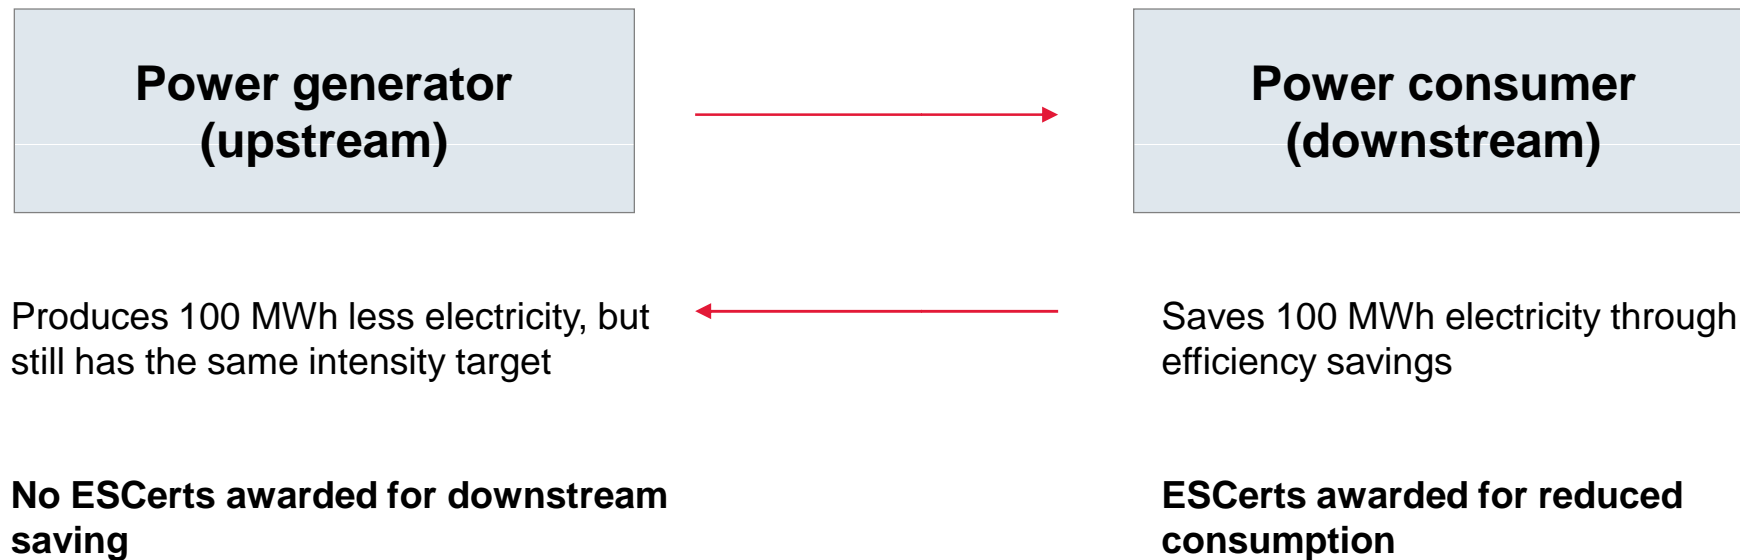 Power generator
(upstream)
Power consumer
(downstream)
Produces 100 MWh less electricity, but
still has the same intensity target
Saves 100 MWh electricity through
efficiency savings
No ESCerts awarded for downstream
saving
ESCerts awarded for reduced
consumption